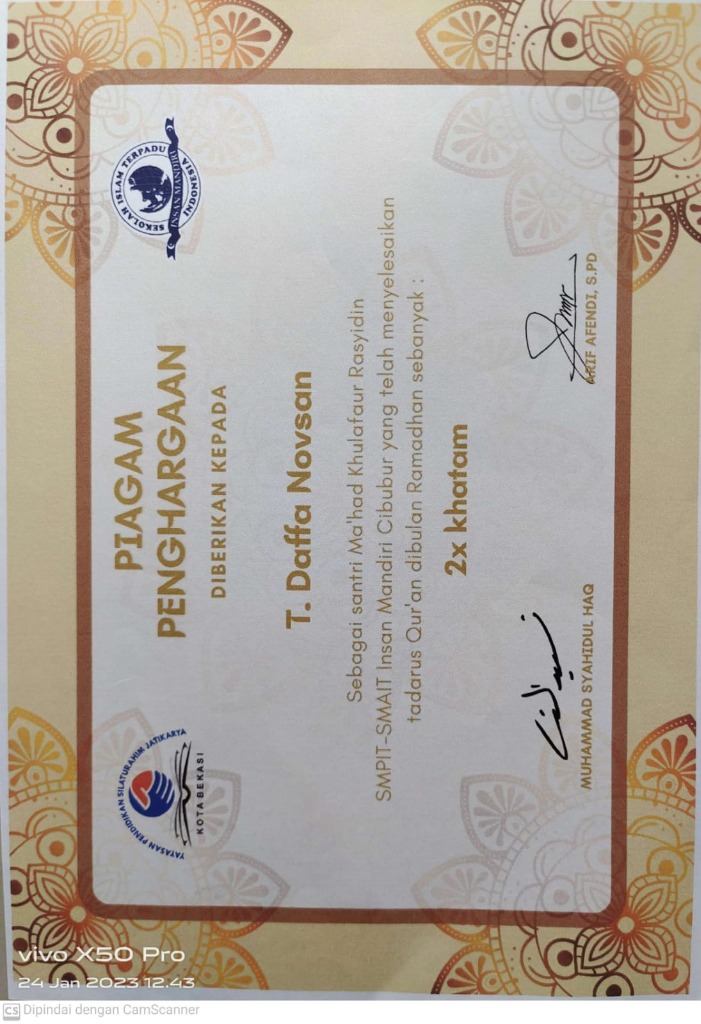 YAYASAN PENDIDIKAN SILATURAHIM JATIKARYA
KOTA BEKASI
SEKOLAH ISLAM TERPADU
INSAN MANDIRI
INDONESIA
PIAGAM
PENGHARGAAN
DIBERIKAN KEPADA
T. Daffa Novsan
Sebagai santri Ma'had Khulafaur Rasyidin
SMPIT-SMAIT Insan Mandiri Cibubur yang telah menyelesaikan
tadarus Qur'an dibulan Ramadhan sebanyak :
2x khatam
MUHAMMAD SYAHIDUL HAQ
ARIF AFENDI, S.PD
vivo X50 Pro
24 Jan 2023 12.43
CS Dipindai dengan CamScanner